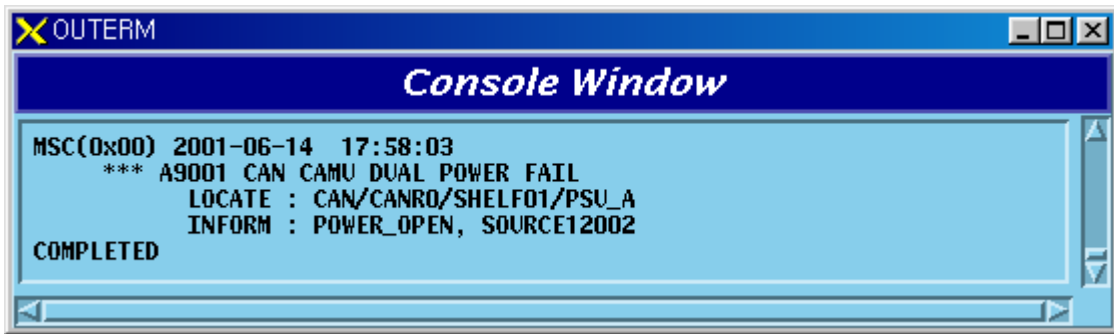 OUTERM
Console Window
MSC(0x00) 2001-06-14 17:58:03
*** A9001 CAN CAMU DUAL POWER FAIL
LOCATE : CAN/CANRO/SHELF01/PSU_A
INFORM : POWER_OPEN, SOURCE12002
COMPLETED